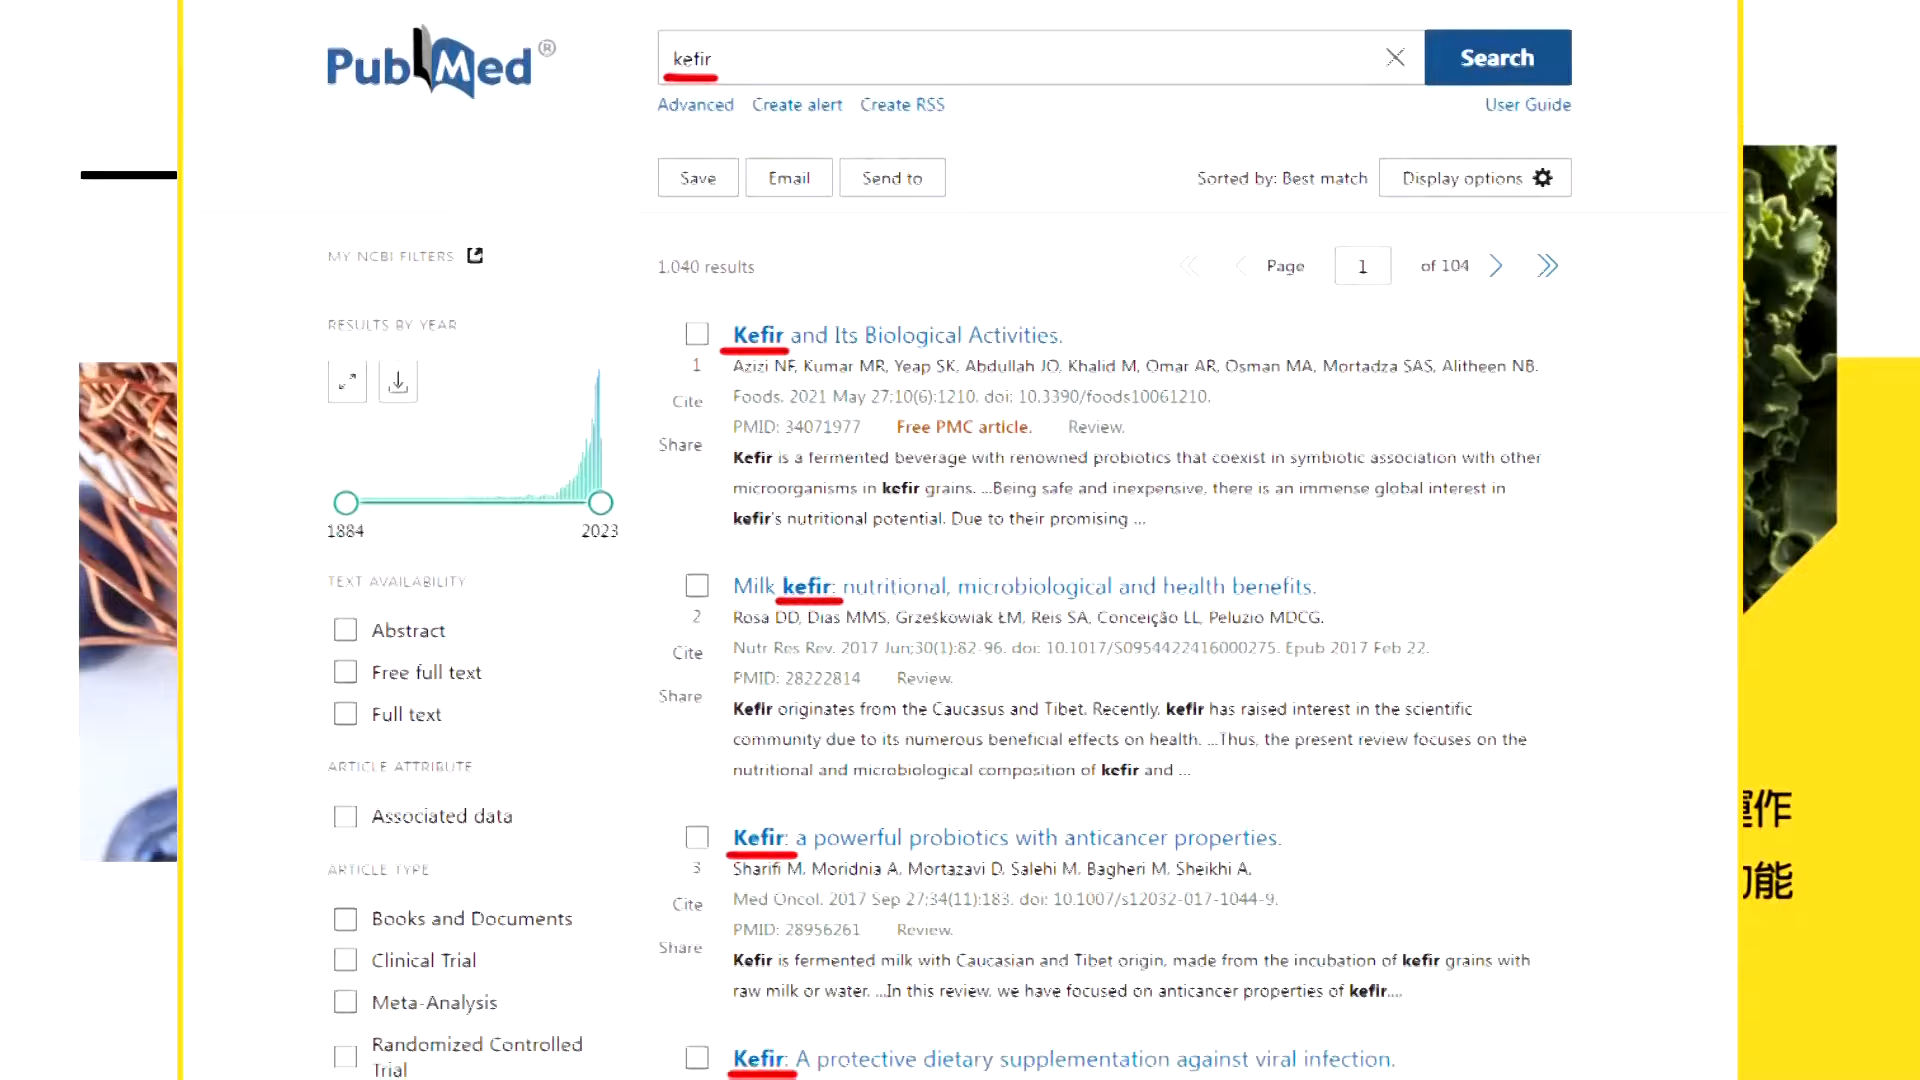 PubMed®
kefir
Search
Advanced Create alert Create RSS
User Guide
Save Email Send to
Sorted by: Best match Display options
MY NCBI FILTERS
1.040 results
Page 1 of 104
RESULTS BY YEAR
1884 2023
TEXT AVAILABILITY
Abstract
Free full text
Full text
ARTICLE ATTRIBUTE
Associated data
ARTICLE TYPE
Books and Documents
Clinical Trial
Meta-Analysis
Randomized Controlled
Trial
Kefir and Its Biological Activities.
1 Azizi NF, Kumar MR, Yeap SK, Abdullah JO, Khalid M, Omar AR, Osman MA, Mortadza SAS, Alitheen NB.
Cite Foods. 2021 May 27;10(6):1210. doi: 10.3390/foods10061210.
PMID: 34071977 Free PMC article. Review.
Share
Kefir is a fermented beverage with renowned probiotics that coexist in symbiotic association with other
microorganisms in kefir grains. ...Being safe and inexpensive, there is an immense global interest in
kefir's nutritional potential. Due to their promising ...
Milk kefir: nutritional, microbiological and health benefits.
2 Rosa DD, Dias MMS, Grześkowiak ŁM, Reis SA, Conceição LL, Peluzio MDCG.
Cite Nutr Res Rev. 2017 Jun;30(1):82-96. doi: 10.1017/S0954422416000275. Epub 2017 Feb 22.
PMID: 28222814 Review.
Share
Kefir originates from the Caucasus and Tibet. Recently, kefir has raised interest in the scientific
community due to its numerous beneficial effects on health. ...Thus, the present review focuses on the
nutritional and microbiological composition of kefir and ...
Kefir: a powerful probiotics with anticancer properties.
3 Sharifi M, Moridnia A, Mortazavi D, Salehi M, Bagheri M, Sheikhi A.
Cite Med Oncol. 2017 Sep 27;34(11):183. doi: 10.1007/s12032-017-1044-9.
PMID: 28956261 Review.
Share
Kefir is fermented milk with Caucasian and Tibet origin, made from the incubation of kefir grains with
raw milk or water. ...In this review, we have focused on anticancer properties of kefir....
Kefir: A protective dietary supplementation against viral infection.
運作
功能